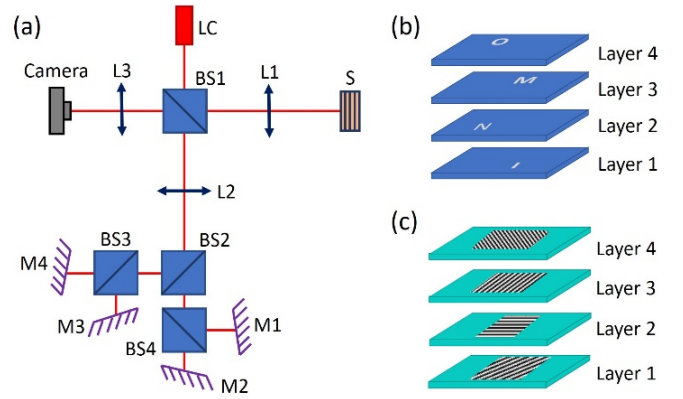 (a)
LC
Camera
L3
BS1
L1
S
L2
BS3
BS2
M4
M3
M1
BS4
M2
(b)
O
Layer 4
M
Layer 3
N
Layer 2
I
Layer 1
(c)
Layer 4
Layer 3
Layer 2
Layer 1